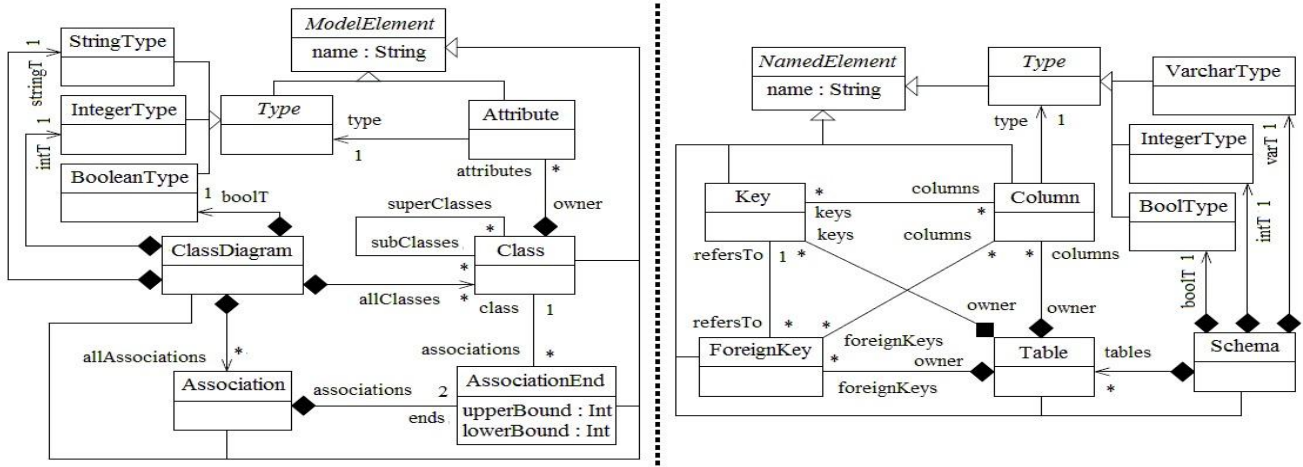 ModelElement
name : String
StringType
1
stringT
IntegerType
1
intT
BooleanType
1
boolT
Type
type
1
Attribute
attributes
*
owner
superClasses
*
subClasses
*
Class
ClassDiagram
allClasses
*
class
1
allAssociations
*
associations
*
Association
associations
2
ends
AssociationEnd
upperBound : Int
lowerBound : Int
NamedElement
name : String
Type
type
1
VarcharType
varT 1
IntegerType
intT 1
BoolType
boolT 1
Key
*
keys
keys
columns
*
Column
columns
*
*
columns
refersTo
1
owner
owner
refersTo
*
*
ForeignKey
*
foreignKeys
owner
foreignKeys
Table
tables
*
Schema